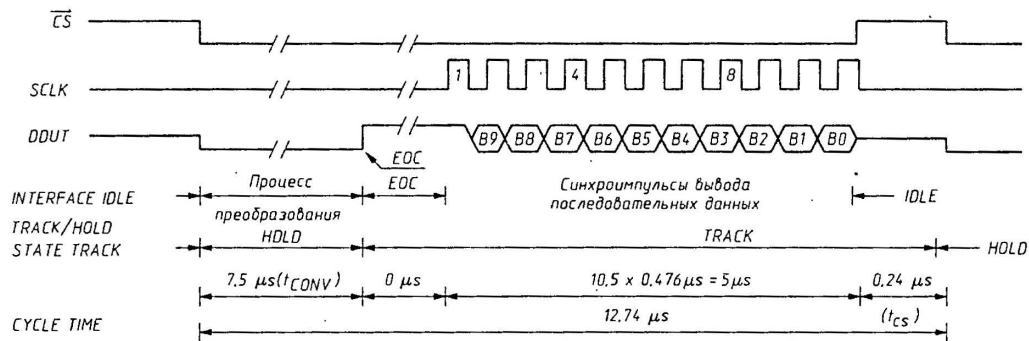 CS
SCLK
1 4 8
DOUT
B9 B8 B7 B6 B5 B4 B3 B2 B1 B0
EOC
INTERFACE IDLE
Процесс преобразования
EOC
Синхроимпульсы вывода
последовательных данных
IDLE
TRACK/HOLD
STATE TRACK
HOLD
TRACK
HOLD
7.5 µs(tCONV)
0 µs
10.5 x 0.476µs = 5µs
0.24 µs
(tCS)
CYCLE TIME
12.74 µs